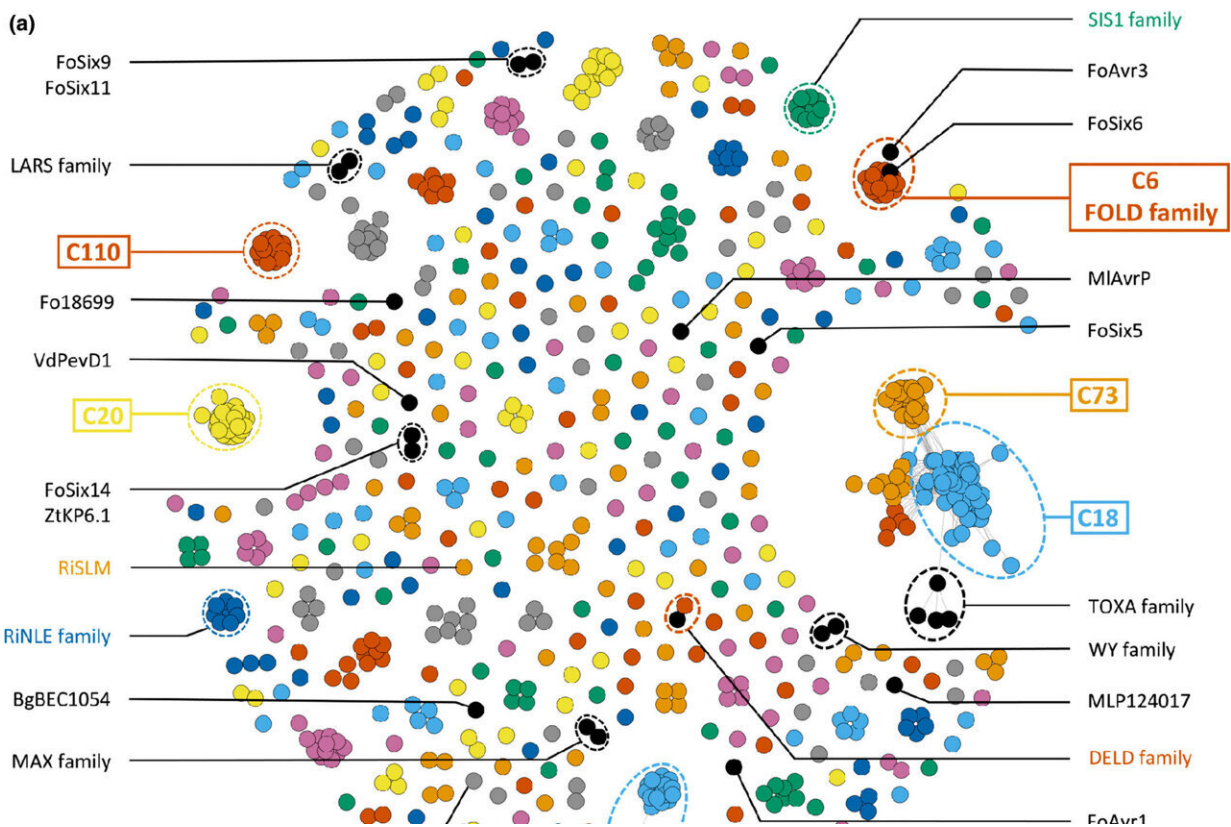 (a)
FoSix9
FoSix11
LARS family
C110
Fo18699
VdPevD1
C20
FoSix14
ZtKP6.1
RiSLM
RiNLE family
BgBEC1054
MAX family
SIS1 family
FoAvr3
FoSix6
C6
FOLD family
MlAvrP
FoSix5
C73
C18
TOXA family
WY family
MLP124017
DELD family
FoAvr1